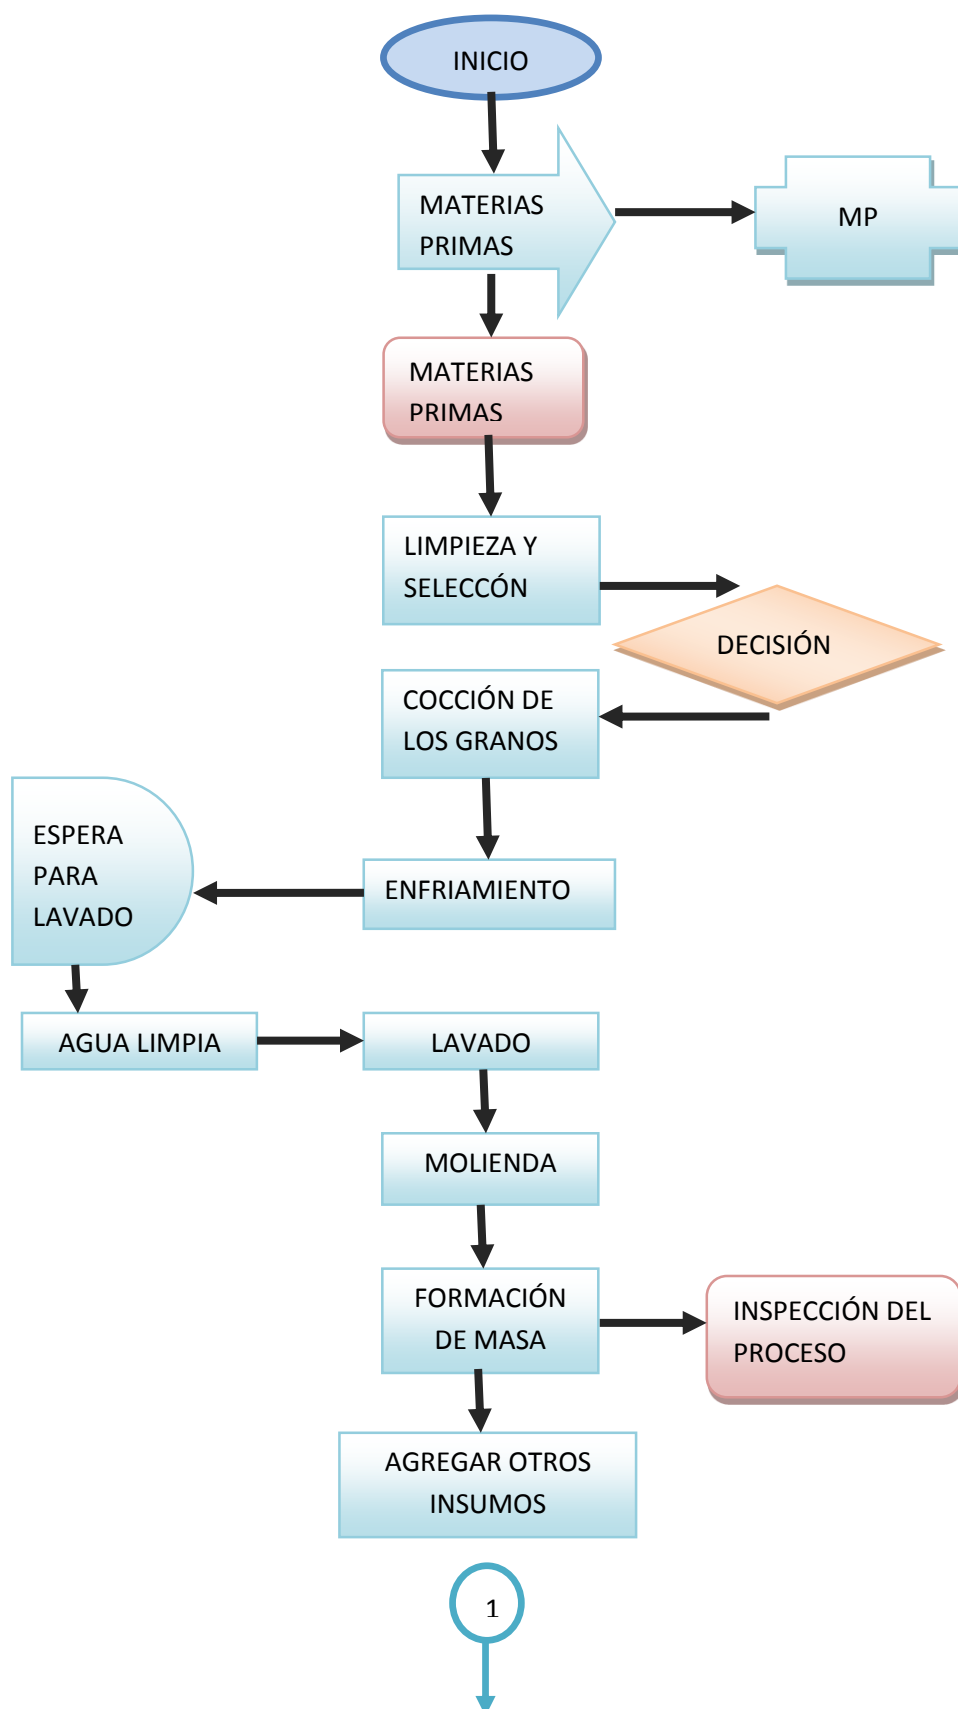 INICIO
MATERIAS
PRIMAS
MP
MATERIAS
PRIMAS
LIMPIEZA Y
SELECCÓN
DECISIÓN
COCCIÓN DE
LOS GRANOS
ESPERA
PARA
LAVADO
ENFRIAMIENTO
AGUA LIMPIA
LAVADO
MOLIENDA
FORMACIÓN
DE MASA
INSPECCIÓN DEL
PROCESO
AGREGAR OTROS
INSUMOS
1